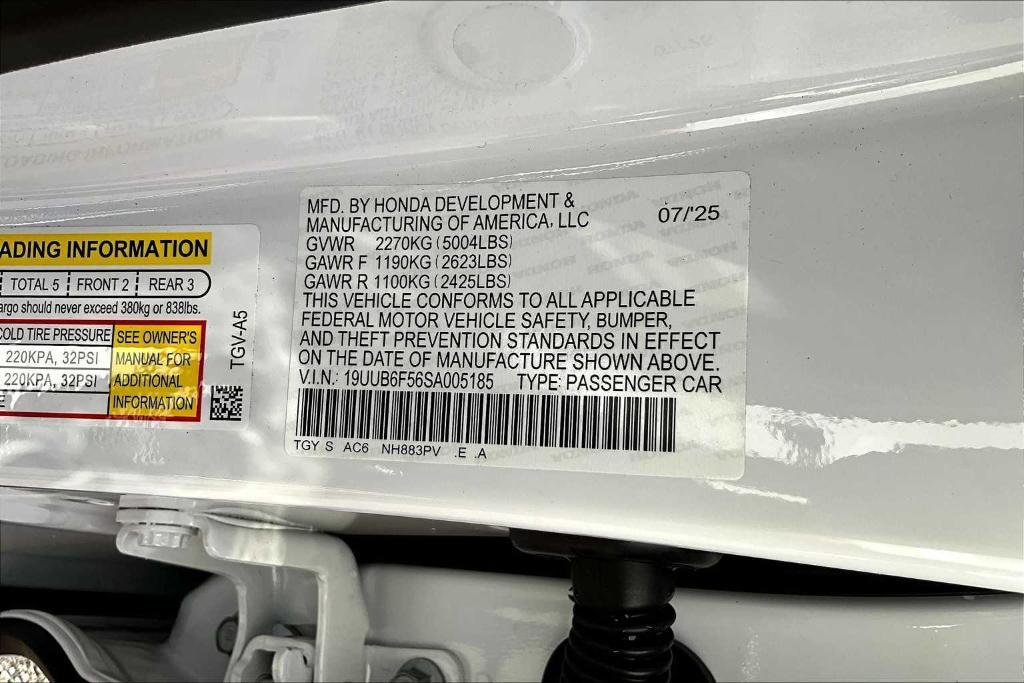 ADING INFORMATION
TOTAL 5 FRONT 2 REAR 3
argo should never exceed 380kg or 838lbs.
COLD TIRE PRESSURE
220KPA, 32PSI
220KPA, 32PSI
E
SEE OWNER'S
MANUAL FOR
ADDITIONAL
INFORMATION
TGV-A5
MFD. BY HONDA DEVELOPMENT &
MANUFACTURING OF AMERICA, LLC
07/'25
GVWR 2270KG (5004LBS)
GAWR F 1190KG (2623LBS)
GAWR R 1100KG (2425LBS)
THIS VEHICLE CONFORMS TO ALL APPLICABLE
FEDERAL MOTOR VEHICLE SAFETY, BUMPER,
AND THEFT PREVENTION STANDARDS IN EFFECT
ON THE DATE OF MANUFACTURE SHOWN ABOVE.
V.I.N.: 19UUB6F56SA005185 TYPE: PASSENGER CAR
TGY S AC6 NH883PV .E .A